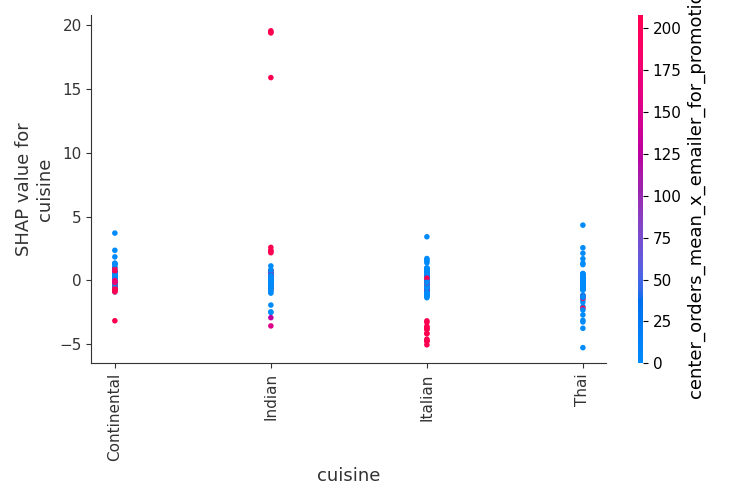 20
15
10
5
0
−5
SHAP value for
cuisine
Continental
Indian
Italian
Thai
cuisine
200
175
150
125
100
75
50
25
0
center_orders_mean_x_emailer_for_promotio